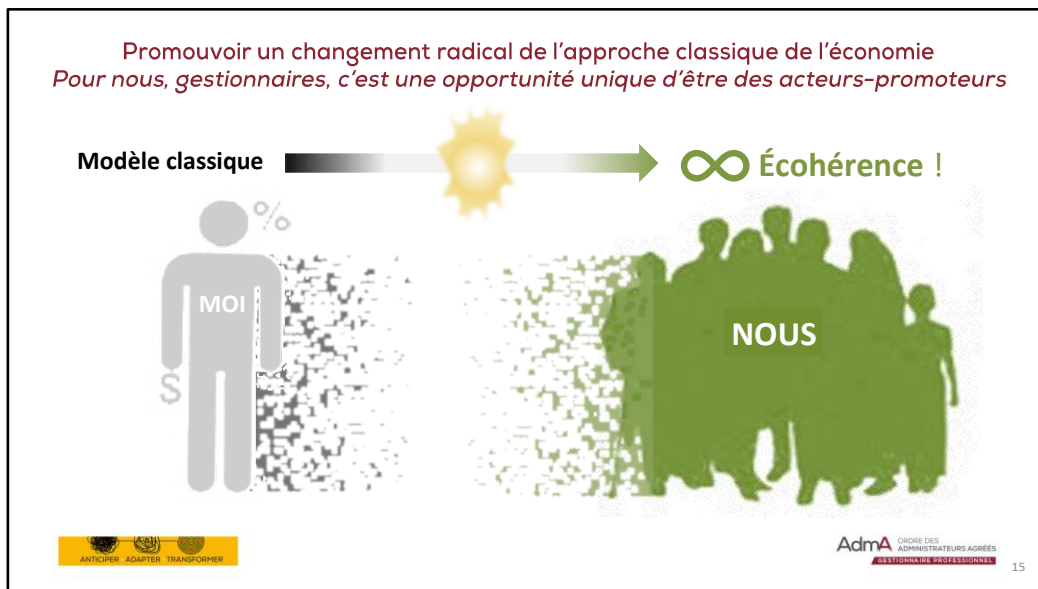 Promouvoir un changement radical de l’approche classique de l’économie
Pour nous, gestionnaires, c’est une opportunité unique d’être des acteurs-promoteurs
Modèle classique
∞ Écohérence !
%
MOI
$
NOUS
ANTICIPER ADAPTER TRANSFORMER
AdmA ORDRE DES
ADMINISTRATEURS AGRÉÉS
GESTIONNAIRE PROFESSIONNEL
15